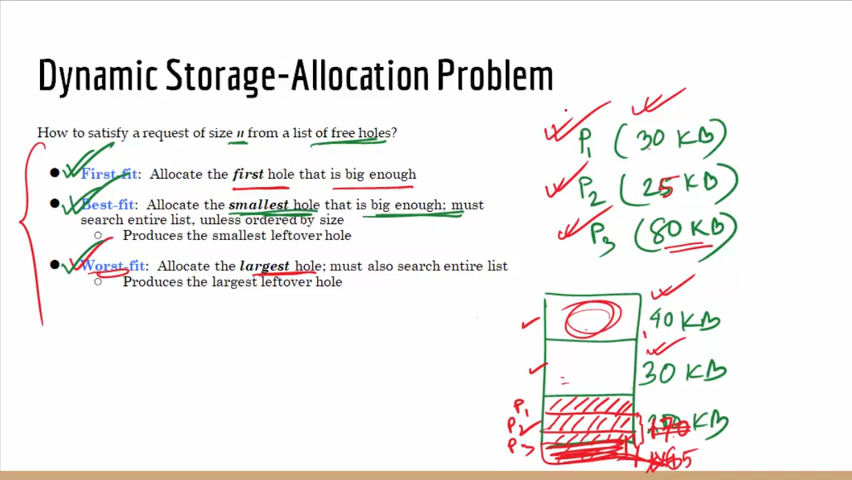 Dynamic Storage-Allocation Problem
How to satisfy a request of size n from a list of free holes?
● First-fit: Allocate the first hole that is big enough
● Best-fit: Allocate the smallest hole that is big enough; must
search entire list, unless ordered by size
○ Produces the smallest leftover hole
● Worst-fit: Allocate the largest hole; must also search entire list
○ Produces the largest leftover hole
P1 (30 KB)
P2 (25 KB)
P3 (80 KB)
40 KB
30 KB
P1
P2
KB
P3